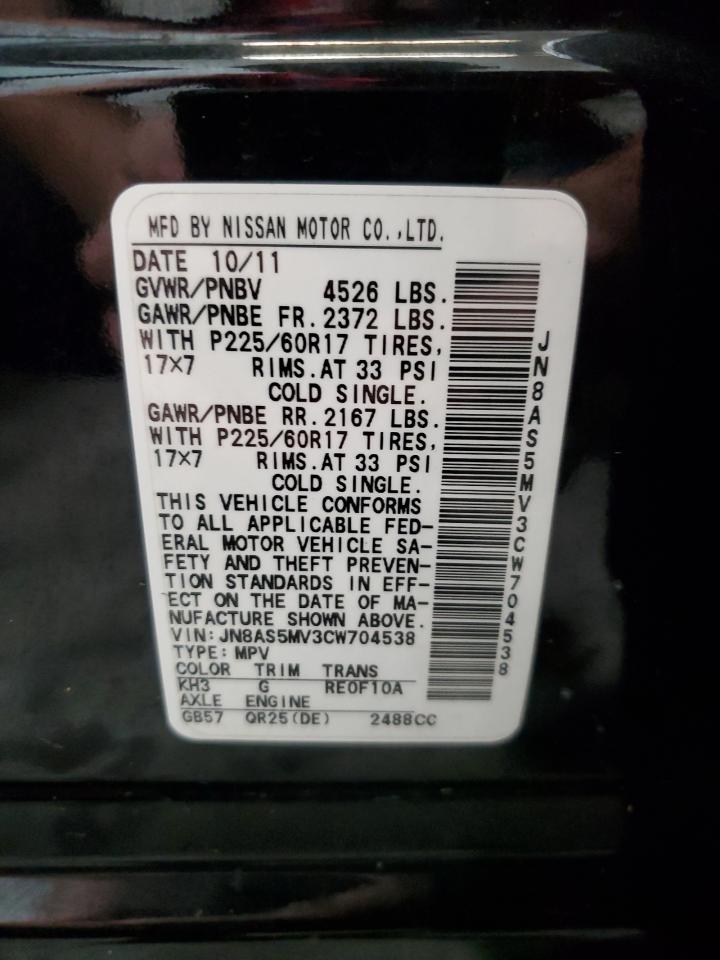 MFD BY NISSAN MOTOR CO.,LTD.
DATE 10/11
GVWR/PNBV 4526 LBS.
GAWR/PNBE FR. 2372 LBS.
WITH P225/60R17 TIRES,
17×7 RIMS.AT 33 PSI
COLD SINGLE.
GAWR/PNBE RR. 2167 LBS.
WITH P225/60R17 TIRES,
17×7 RIMS.AT 33 PSI
COLD SINGLE.
THIS VEHICLE CONFORMS
TO ALL APPLICABLE FED-
ERAL MOTOR VEHICLE SA-
FETY AND THEFT PREVEN-
TION STANDARDS IN EFF-
ECT ON THE DATE OF MA-
NUFACTURE SHOWN ABOVE.
VIN: JN8AS5MV3CW704538
TYPE: MPV
COLOR TRIM TRANS
KH3 G RE0F10A
AXLE ENGINE
GB57 QR25(DE) 2488CC
JN8AS5MV3CW704538